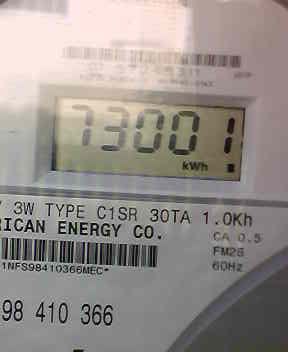 73001
kWh
3W TYPE C1SR 30TA 1.0Kh
RICAN ENERGY CO.
CA 0.5
FM2S
60Hz
1NFS98410366MEC*
98 410 366